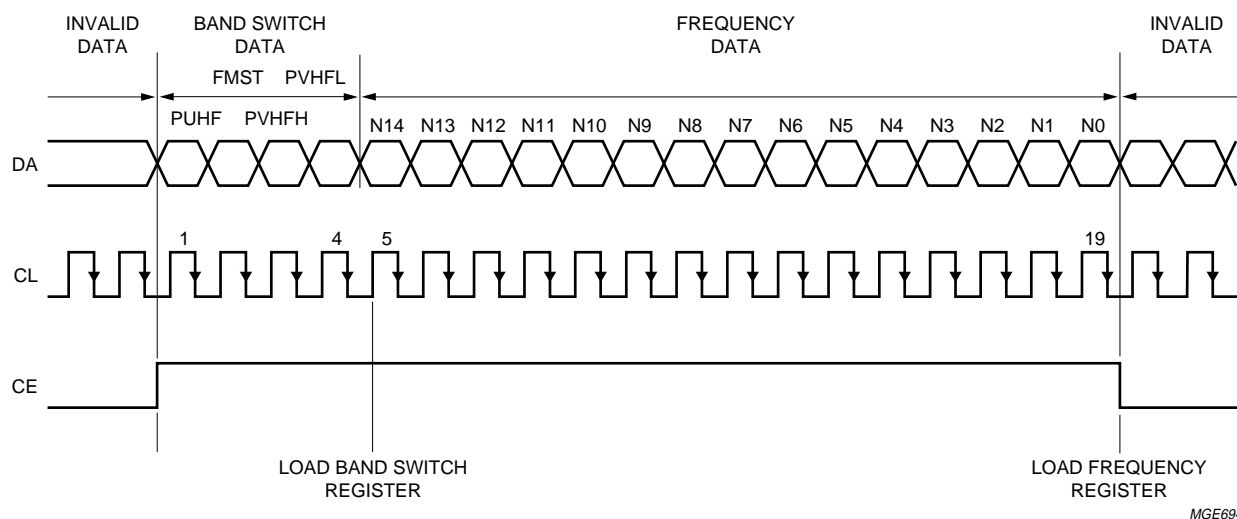 INVALID DATA
BAND SWITCH DATA
FREQUENCY DATA
INVALID DATA
FMST PVHFL
PUHF PVHFH
N14 N13 N12 N11 N10 N9 N8 N7 N6 N5 N4 N3 N2 N1 N0
DA
1 4 5 19
CL
CE
LOAD BAND SWITCH REGISTER
LOAD FREQUENCY REGISTER